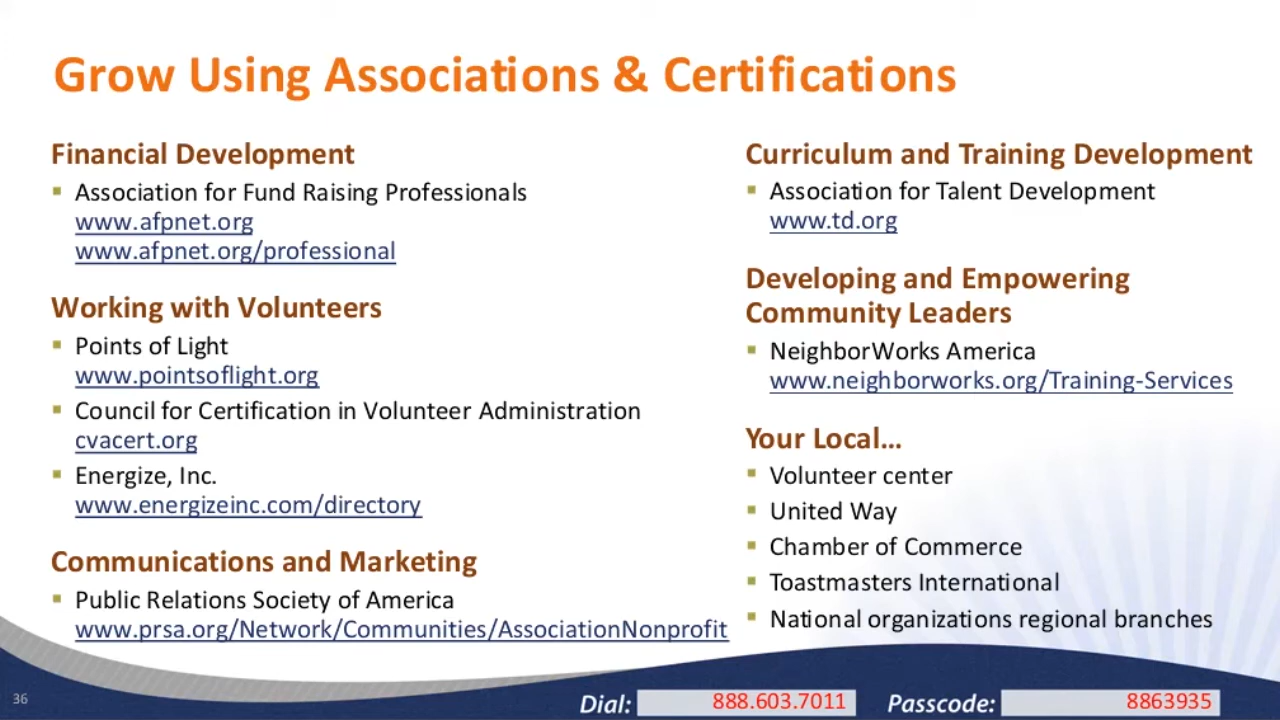 Grow Using Associations & Certifications
Financial Development
Association for Fund Raising Professionals
www.afpnet.org
www.afpnet.org/professional
Working with Volunteers
Points of Light
www.pointsoflight.org
Council for Certification in Volunteer Administration
cvacert.org
Energize, Inc.
www.energizeinc.com/directory
Communications and Marketing
Public Relations Society of America
www.prsa.org/Network/Communities/AssociationNonprofit
Curriculum and Training Development
Association for Talent Development
www.td.org
Developing and Empowering
Community Leaders
NeighborWorks America
www.neighborworks.org/Training-Services
Your Local...
Volunteer center
United Way
Chamber of Commerce
Toastmasters International
National organizations regional branches
36
Dial: 888.603.7011 Passcode: 8863935